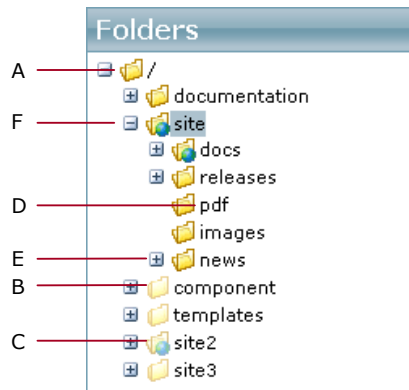 Folders
A /
documentation
F site
docs
releases
D pdf
images
E news
B component
templates
C site2
site3